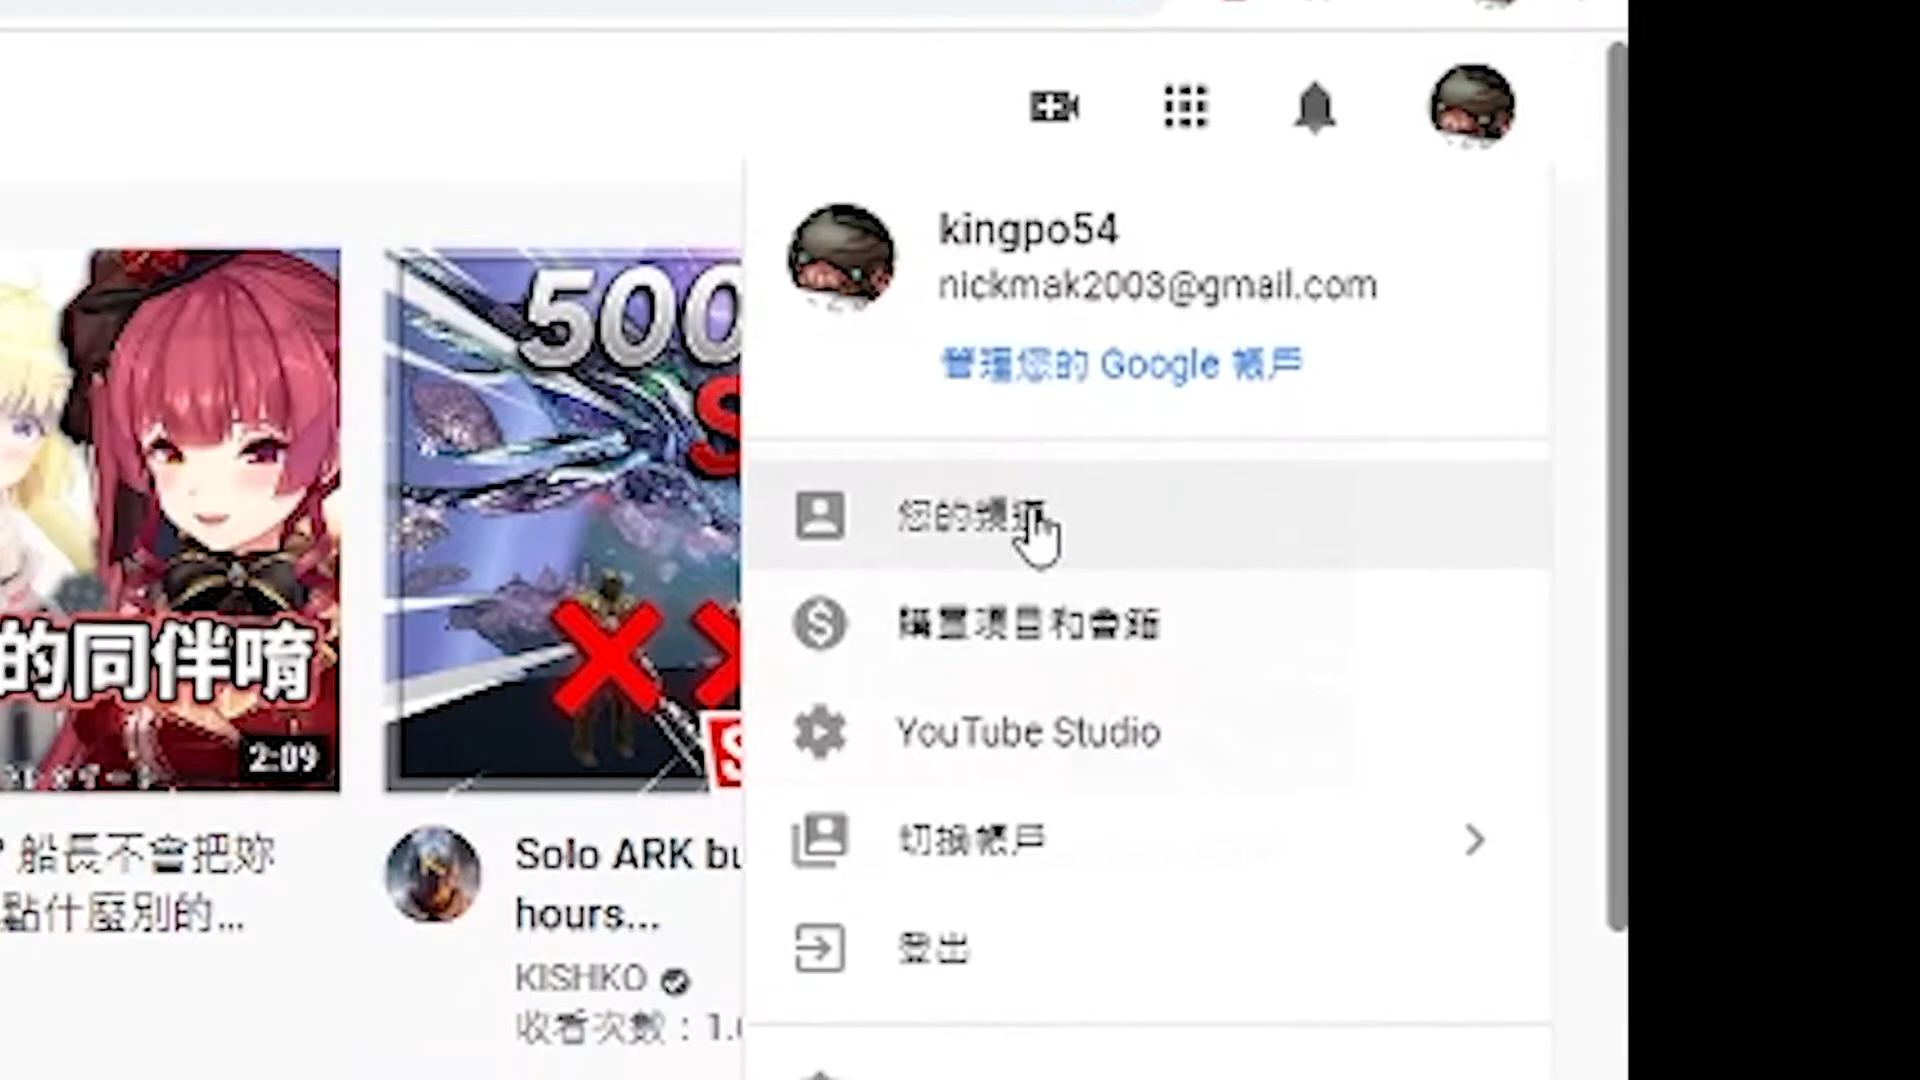 kingpo54
nickmak2003@gmail.com
管理您的 Google 帳戶
您的頻道
購買項目和會籍
YouTube Studio
切換帳戶
登出
500
的同伴唷
2:09
船長不會把妳
點什麼別的...
Solo ARK bu
hours...
KISHKO
收看次數：1.